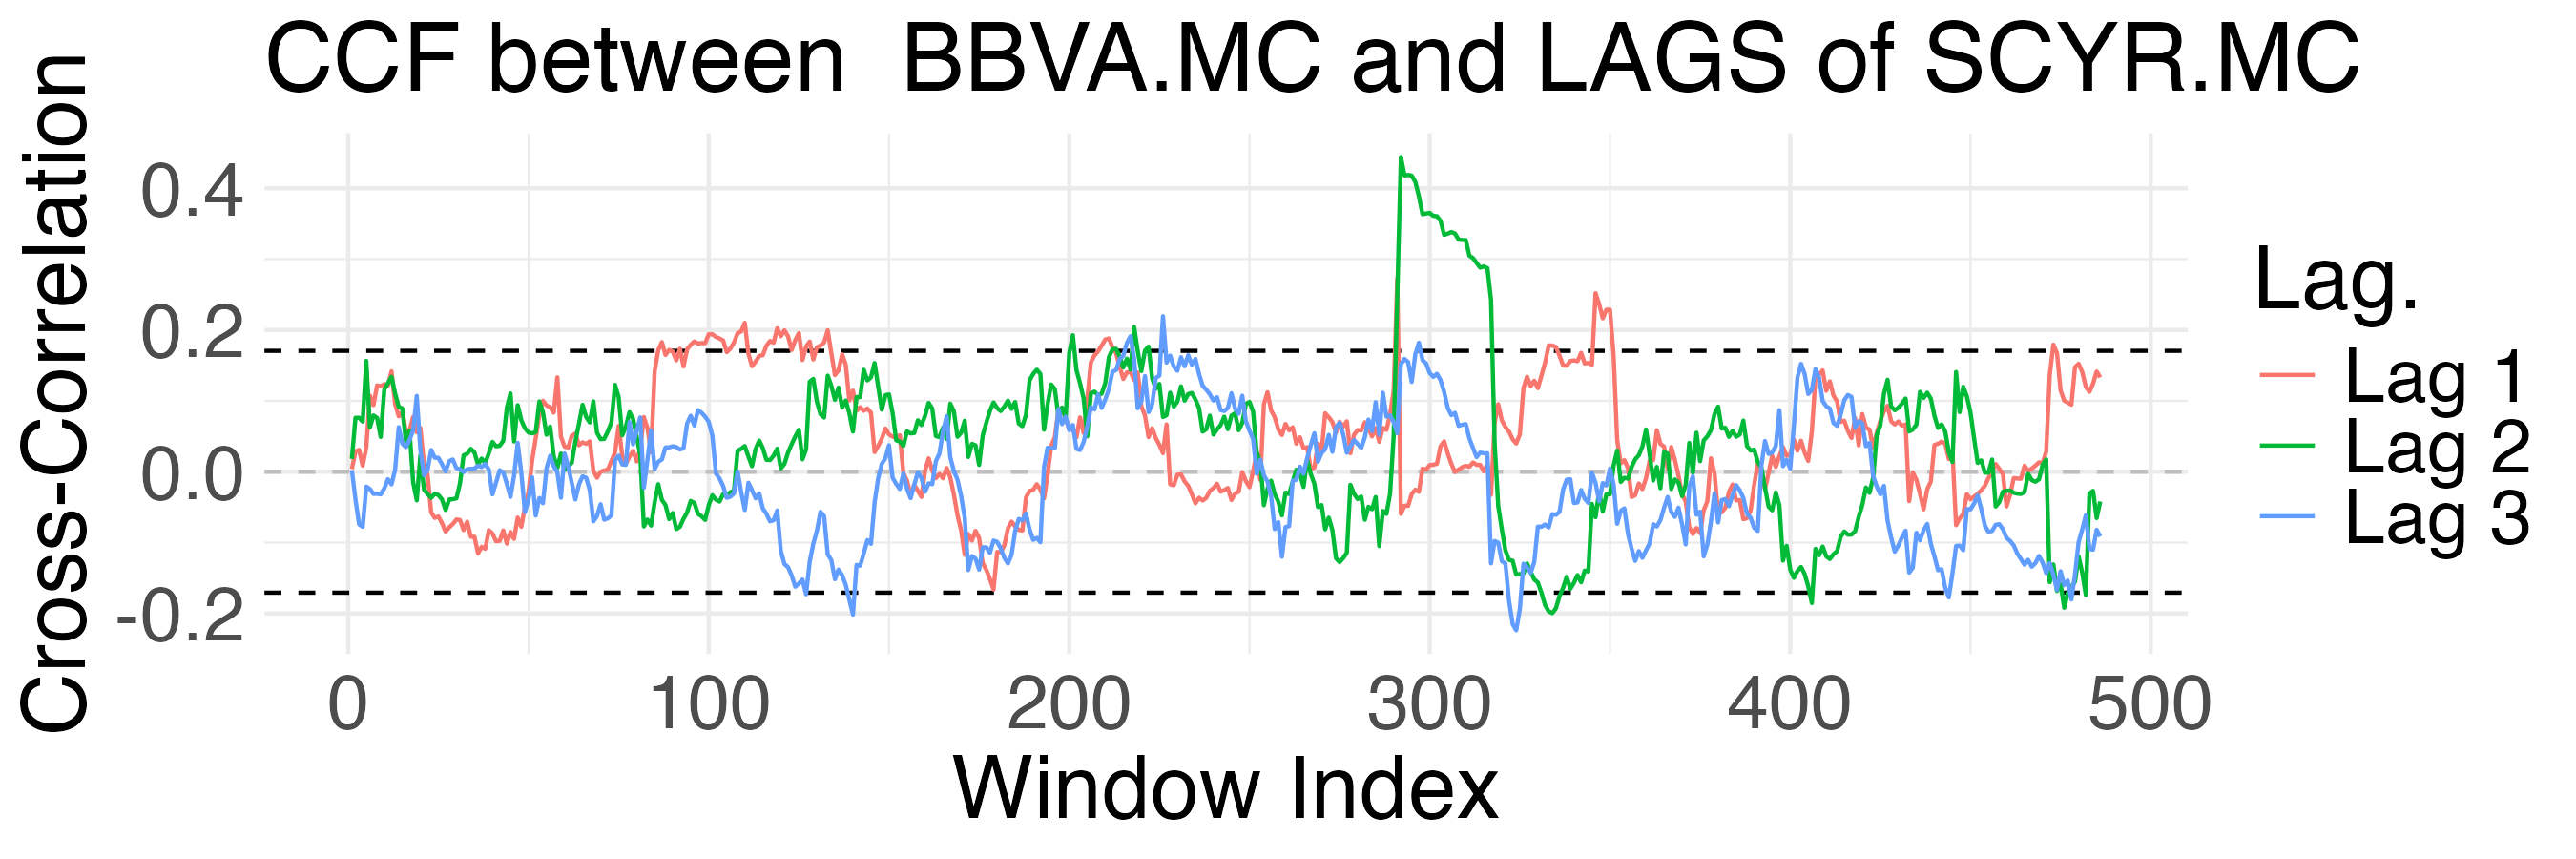 CCF between  BBVA.MC and LAGS of SCYR.MC
Cross-Correlation
0.4
0.2
0.0
-0.2
0 100 200 300 400 500
Window Index
Lag.
Lag 1
Lag 2
Lag 3